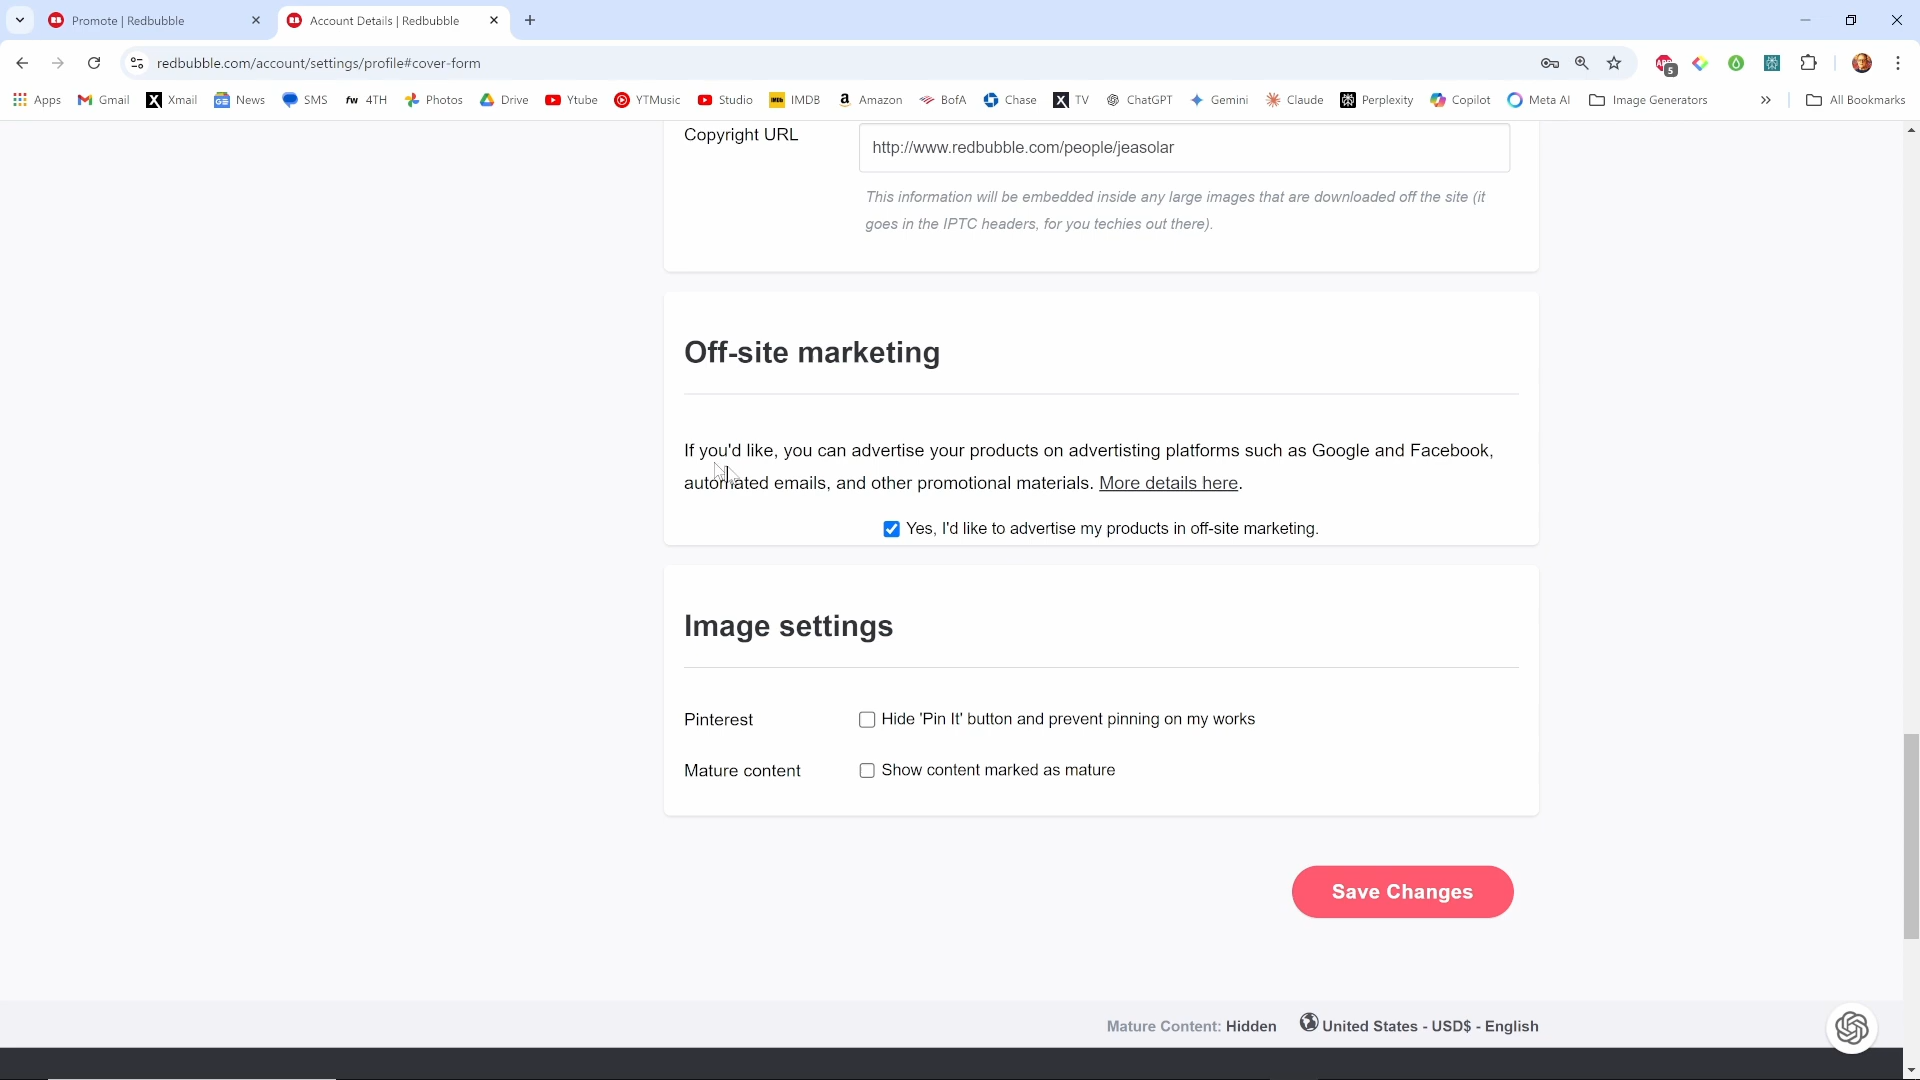 Promote | Redbubble
Account Details | Redbubble
redbubble.com/account/settings/profile#cover-form
ABP
5
Apps
Gmail
Xmail
News
SMS
fw 4TH
Photos
Drive
Ytube
YTMusic
Studio
IMDb IMDB
a Amazon
BofA
Chase
X TV
ChatGPT
Gemini
Claude
Perplexity
Copilot
Meta AI
Image Generators
»
All Bookmarks
Copyright URL
http://www.redbubble.com/people/jeasolar
This information will be embedded inside any large images that are downloaded off the site (it
goes in the IPTC headers, for you techies out there).
Off-site marketing
If you'd like, you can advertise your products on advertisting platforms such as Google and Facebook,
automated emails, and other promotional materials. More details here.
Yes, I'd like to advertise my products in off-site marketing.
Image settings
Pinterest
Hide 'Pin It' button and prevent pinning on my works
Mature content
Show content marked as mature
Save Changes
Mature Content: Hidden
United States - USD$ - English